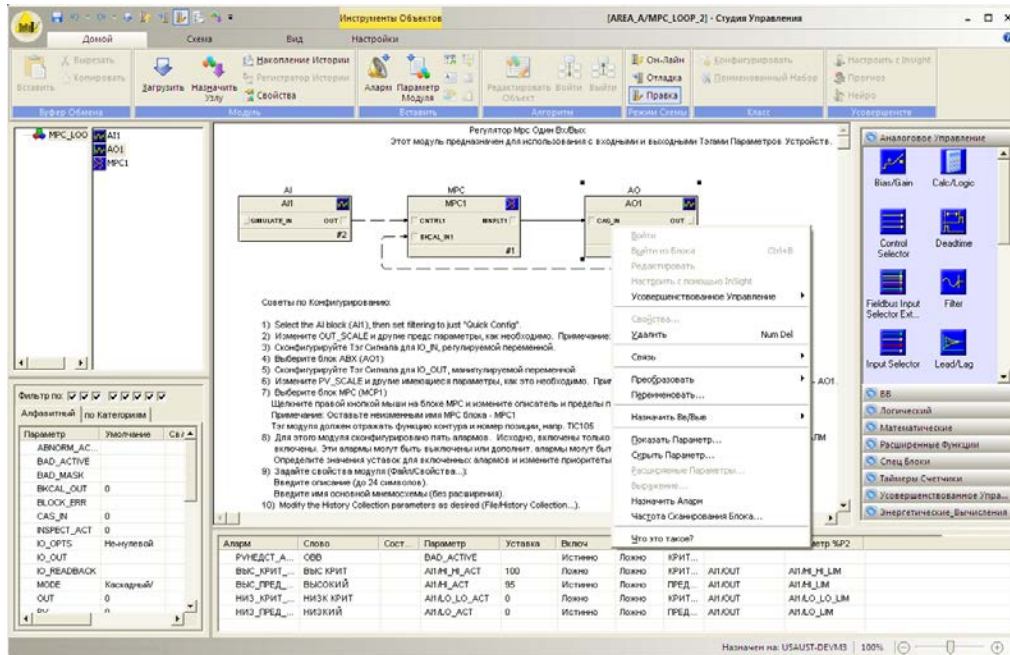 Инструменты Объектов
[AREA_A/MPC_LOOP_2] - Студия Управления
Домой
Схема
Вид
Настройки
Вставить
Вырезать
Копировать
Буфер Обмена
Загрузить
Назначить Узлу
Накопление Истории
Регистратор Истории
Свойства
Модуль
Аларм
Параметр Модуля
Вставить
Редактировать Объект
Войти
Выйти
Алгоритм
Он-Лайн
Отладка
Правка
Режим Схемы
Конфигурировать
Поименованный Набор
Класс
Настроить с Insight
Прогноз
Нейро
MPC_LOO
AI1
AO1
MPC1
Регулятор Mpc Один Вх/Вых
Этот модуль предназначен для использования с входными и выходными Тэгами Параметров Устройств.
AI
AI1
SIMULATE_IN
OUT
#2
MPC
MPC1
CNTRL1
MNPLT1
BKCAL_IN1
#1
AO
AO1
CAS_IN
OUT
Советы по Конфигурированию:
1) Select the AI block (AI1), then set filtering to just "Quick Config".
2) Измените OUT_SCALE и другие предс параметры, как необходимо. Примечание:
3) Сконфигурируйте Тэг Сигнала для IO_IN, регулируемой переменной.
4) Выберите блок АВХ (AO1)
5) Сконфигурируйте Тэг Сигнала для IO_OUT, манипулируемой переменной
6) Измените PV_SCALE и другие имеющиеся параметры, как это необходимо.
- AO1.
7) Выберите блок MPC (MCP1)
Щелкните правой кнопкой мыши на блоке MPC и измените описатель и пределы п
Примечание: Оставьте неизменным имя MPC блока - MPC1
Тэг модуля должен отражать функцию контура и номер позиции, напр. TIC105
8) Для этого модуля сконфигурировано пять алармов. Исходно, включены только
включены. Эти алармы могут быть выключены или дополнит. алармы могут быт
Определите значения уставок для включенных алармов и измените приоритеты
9) Задайте свойства модуля (Файл/Свойства...):
Введите описание (до 24 символов).
Введите имя основной мнемосхемы (без расширения).
10) Modify the History Collection parameters as desired (File/History Collection...).
Войти
Выйти из Блока Ctrl+B
Редактировать
Настроить с помощью InSight
Усовершенствованное Управление
Свойства...
Удалить Num Del
Связь
Преобразовать
Переименовать...
Назначить Вв/Выв
Показать Параметр...
Скрыть Параметр...
Расширяемые Параметры...
Выражение...
Назначить Аларм
Частота Сканирования Блока...
Что это такое?
Аналоговое Управление
Bias/Gain
Calc/Logic
Control Selector
Deadtime
Fieldbus Input Selector Ext...
Filter
Input Selector
Lead/Lag
ВВ
Логический
Математические
Расширенные Функции
Спец Блоки
Таймеры Счетчики
Усовершенствованное Упра...
Энергетические_Вычисления
Фильтр по:
Алфавитный
по Категориям
Параметр Умолчание
ABNORM_AC...
BAD_ACTIVE
BAD_MASK
BKCAL_OUT 0
BLOCK_ERR
CAS_IN 0
INSPECT_ACT 0
IO_OPTS Не-нулевой
IO_OUT
IO_READBACK
MODE Каскадный/
OUT 0
PV 0
Аларм Слово Сост... Параметр Уставка Включ
метр %P2
РУНЕДСТ_А... ОВВ BAD_ACTIVE Истинно Ложно КРИТ...
ВЫС_КРИТ_... ВЫС КРИТ AI1/HI_HI_ACT 100 Ложно Ложно КРИТ... AI1/OUT AI1/HI_HI_LIM
ВЫС_ПРЕД_... ВЫСОКИЙ AI1/HI_ACT 95 Истинно Ложно ПРЕД... AI1/OUT AI1/HI_LIM
НИЗ_КРИТ_... НИЗК КРИТ AI1/LO_LO_ACT 0 Ложно Ложно КРИТ... AI1/OUT AI1/LO_LO_LIM
НИЗ_ПРЕД_... НИЗКИЙ AI1/LO_ACT 0 Истинно Ложно ПРЕД... AI1/OUT AI1/LO_LIM
Назначен на: USAUST-DEVM3 100%